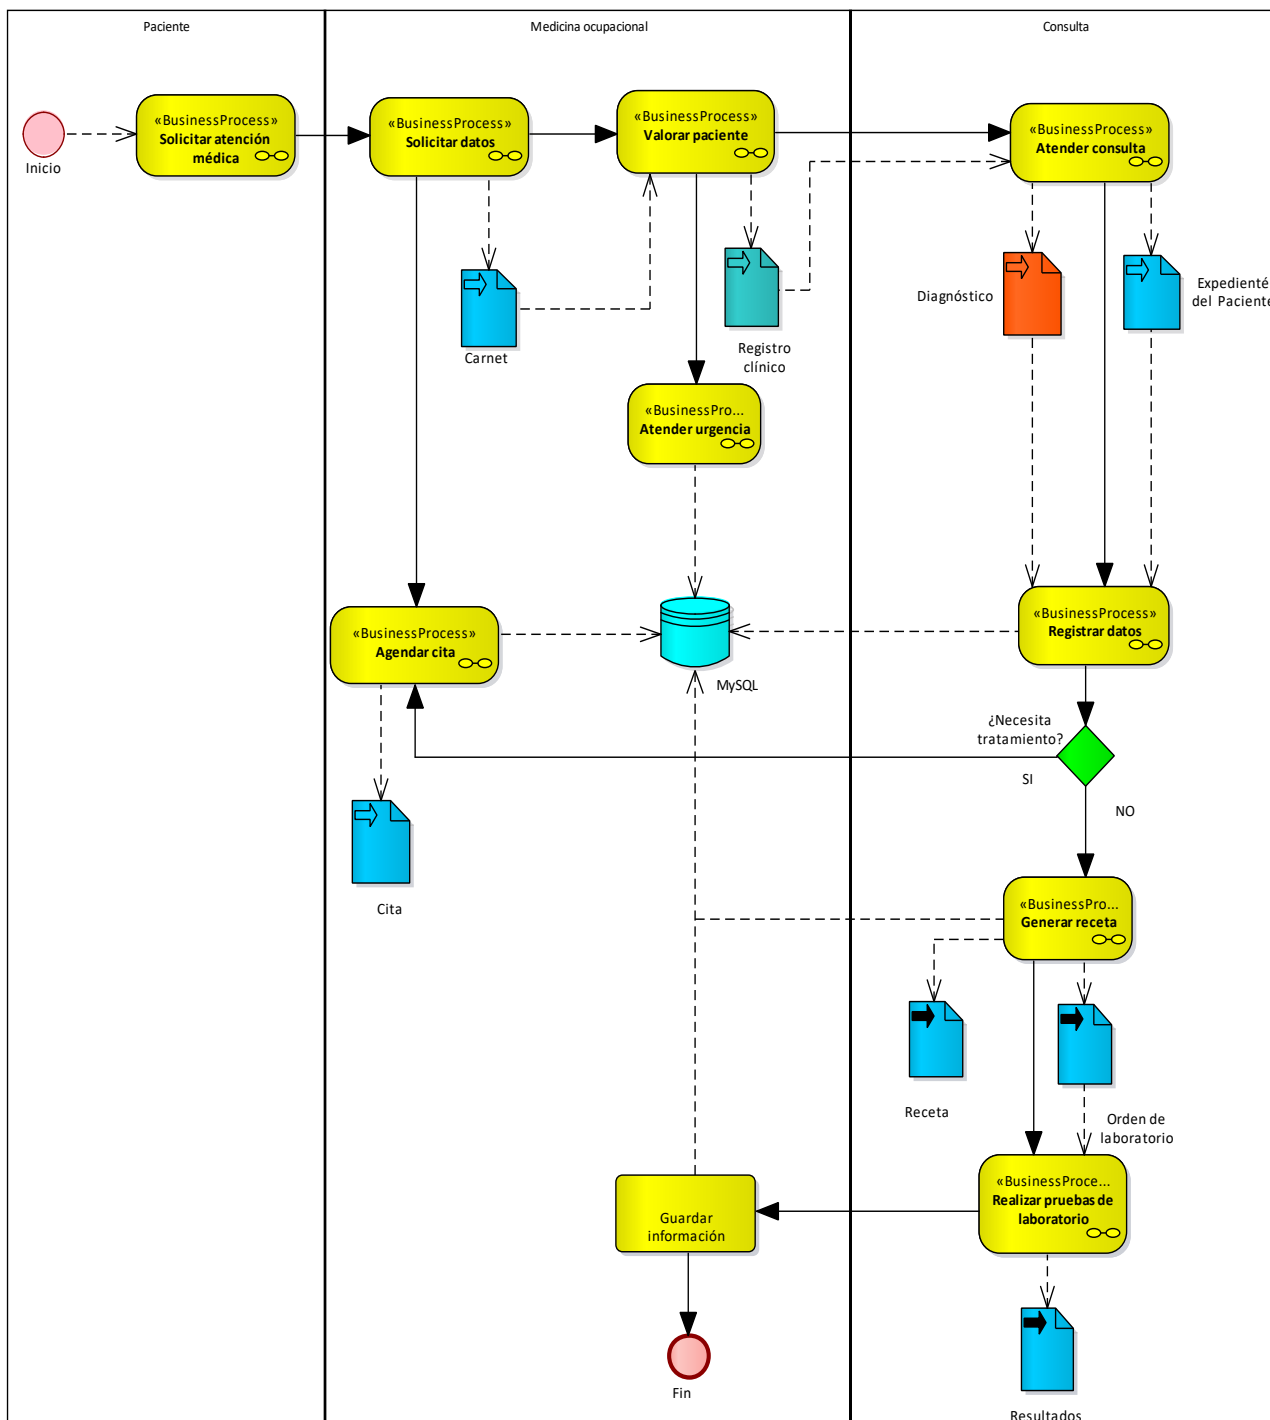 Paciente
Medicina ocupacional
Consulta
Inicio
«BusinessProcess»
Solicitar atención
médica
«BusinessProcess»
Solicitar datos
«BusinessProcess»
Valorar paciente
«BusinessProcess»
Atender consulta
Carnet
Registro
clínico
Diagnóstico
Expedienté
del Paciente
«BusinessPro...
Atender urgencia
«BusinessProcess»
Agendar cita
MySQL
«BusinessProcess»
Registrar datos
¿Necesita
tratamiento?
SI
NO
Cita
«BusinessPro...
Generar receta
Receta
Orden de
laboratorio
«BusinessProce...
Realizar pruebas de
laboratorio
Guardar
información
Fin
Resultados